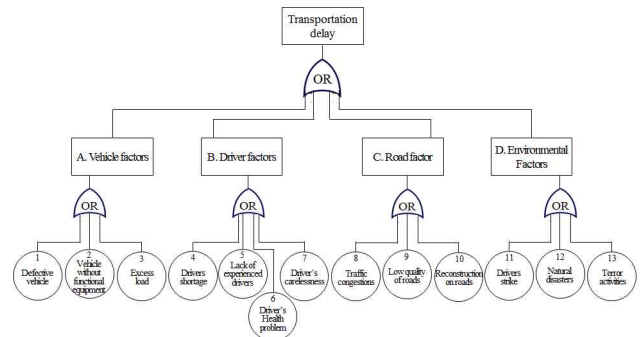 Transportation
delay
OR
A. Vehicle factors
B. Driver factors
C. Road factor
D. Environmental
Factors
OR
OR
OR
OR
1
Defective
vehicle
2
Vehicle
without
functional
equipment
3
Excess
load
4
Drivers
shortage
5
Lack of
experienced
drivers
6
Driver's
Health
problem
7
Driver's
carelessness
8
Traffic
congestions
9
Low quality
of roads
10
Reconstruction
on roads
11
Drivers
strike
12
Natural
disasters
13
Terror
activities